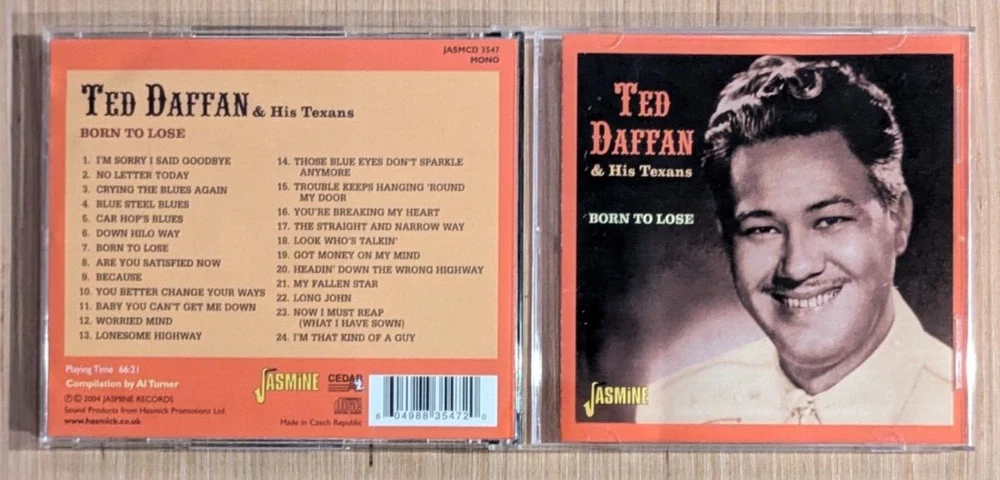 JASMCD 3547
MONO
TED DAFFAN & His Texans
BORN TO LOSE
1. I'M SORRY I SAID GOODBYE
2. NO LETTER TODAY
3. CRYING THE BLUES AGAIN
4. BLUE STEEL BLUES
5. CAR HOP'S BLUES
6. DOWN HILO WAY
7. BORN TO LOSE
8. ARE YOU SATISFIED NOW
9. BECAUSE
10. YOU BETTER CHANGE YOUR WAYS
11. BABY YOU CAN'T GET ME DOWN
12. WORRIED MIND
13. LONESOME HIGHWAY
14. THOSE BLUE EYES DON'T SPARKLE
ANYMORE
15. TROUBLE KEEPS HANGING 'ROUND
MY DOOR
16. YOU'RE BREAKING MY HEART
17. THE STRAIGHT AND NARROW WAY
18. LOOK WHO'S TALKIN'
19. GOT MONEY ON MY MIND
20. HEADIN' DOWN THE WRONG HIGHWAY
21. MY FALLEN STAR
22. LONG JOHN
23. NOW I MUST REAP
(WHAT I HAVE SOWN)
24. I'M THAT KIND OF A GUY
Playing Time 66:21
Compilation by Al Turner
℗© 2004 JASMINE RECORDS
Sound Products from Hasmick Promotions Ltd.
www.hasmick.co.uk
JASMINE
CEDAR
Made in Czech Republic
6 04988 35472 0
TED
DAFFAN
& His Texans
BORN TO LOSE
JASMINE